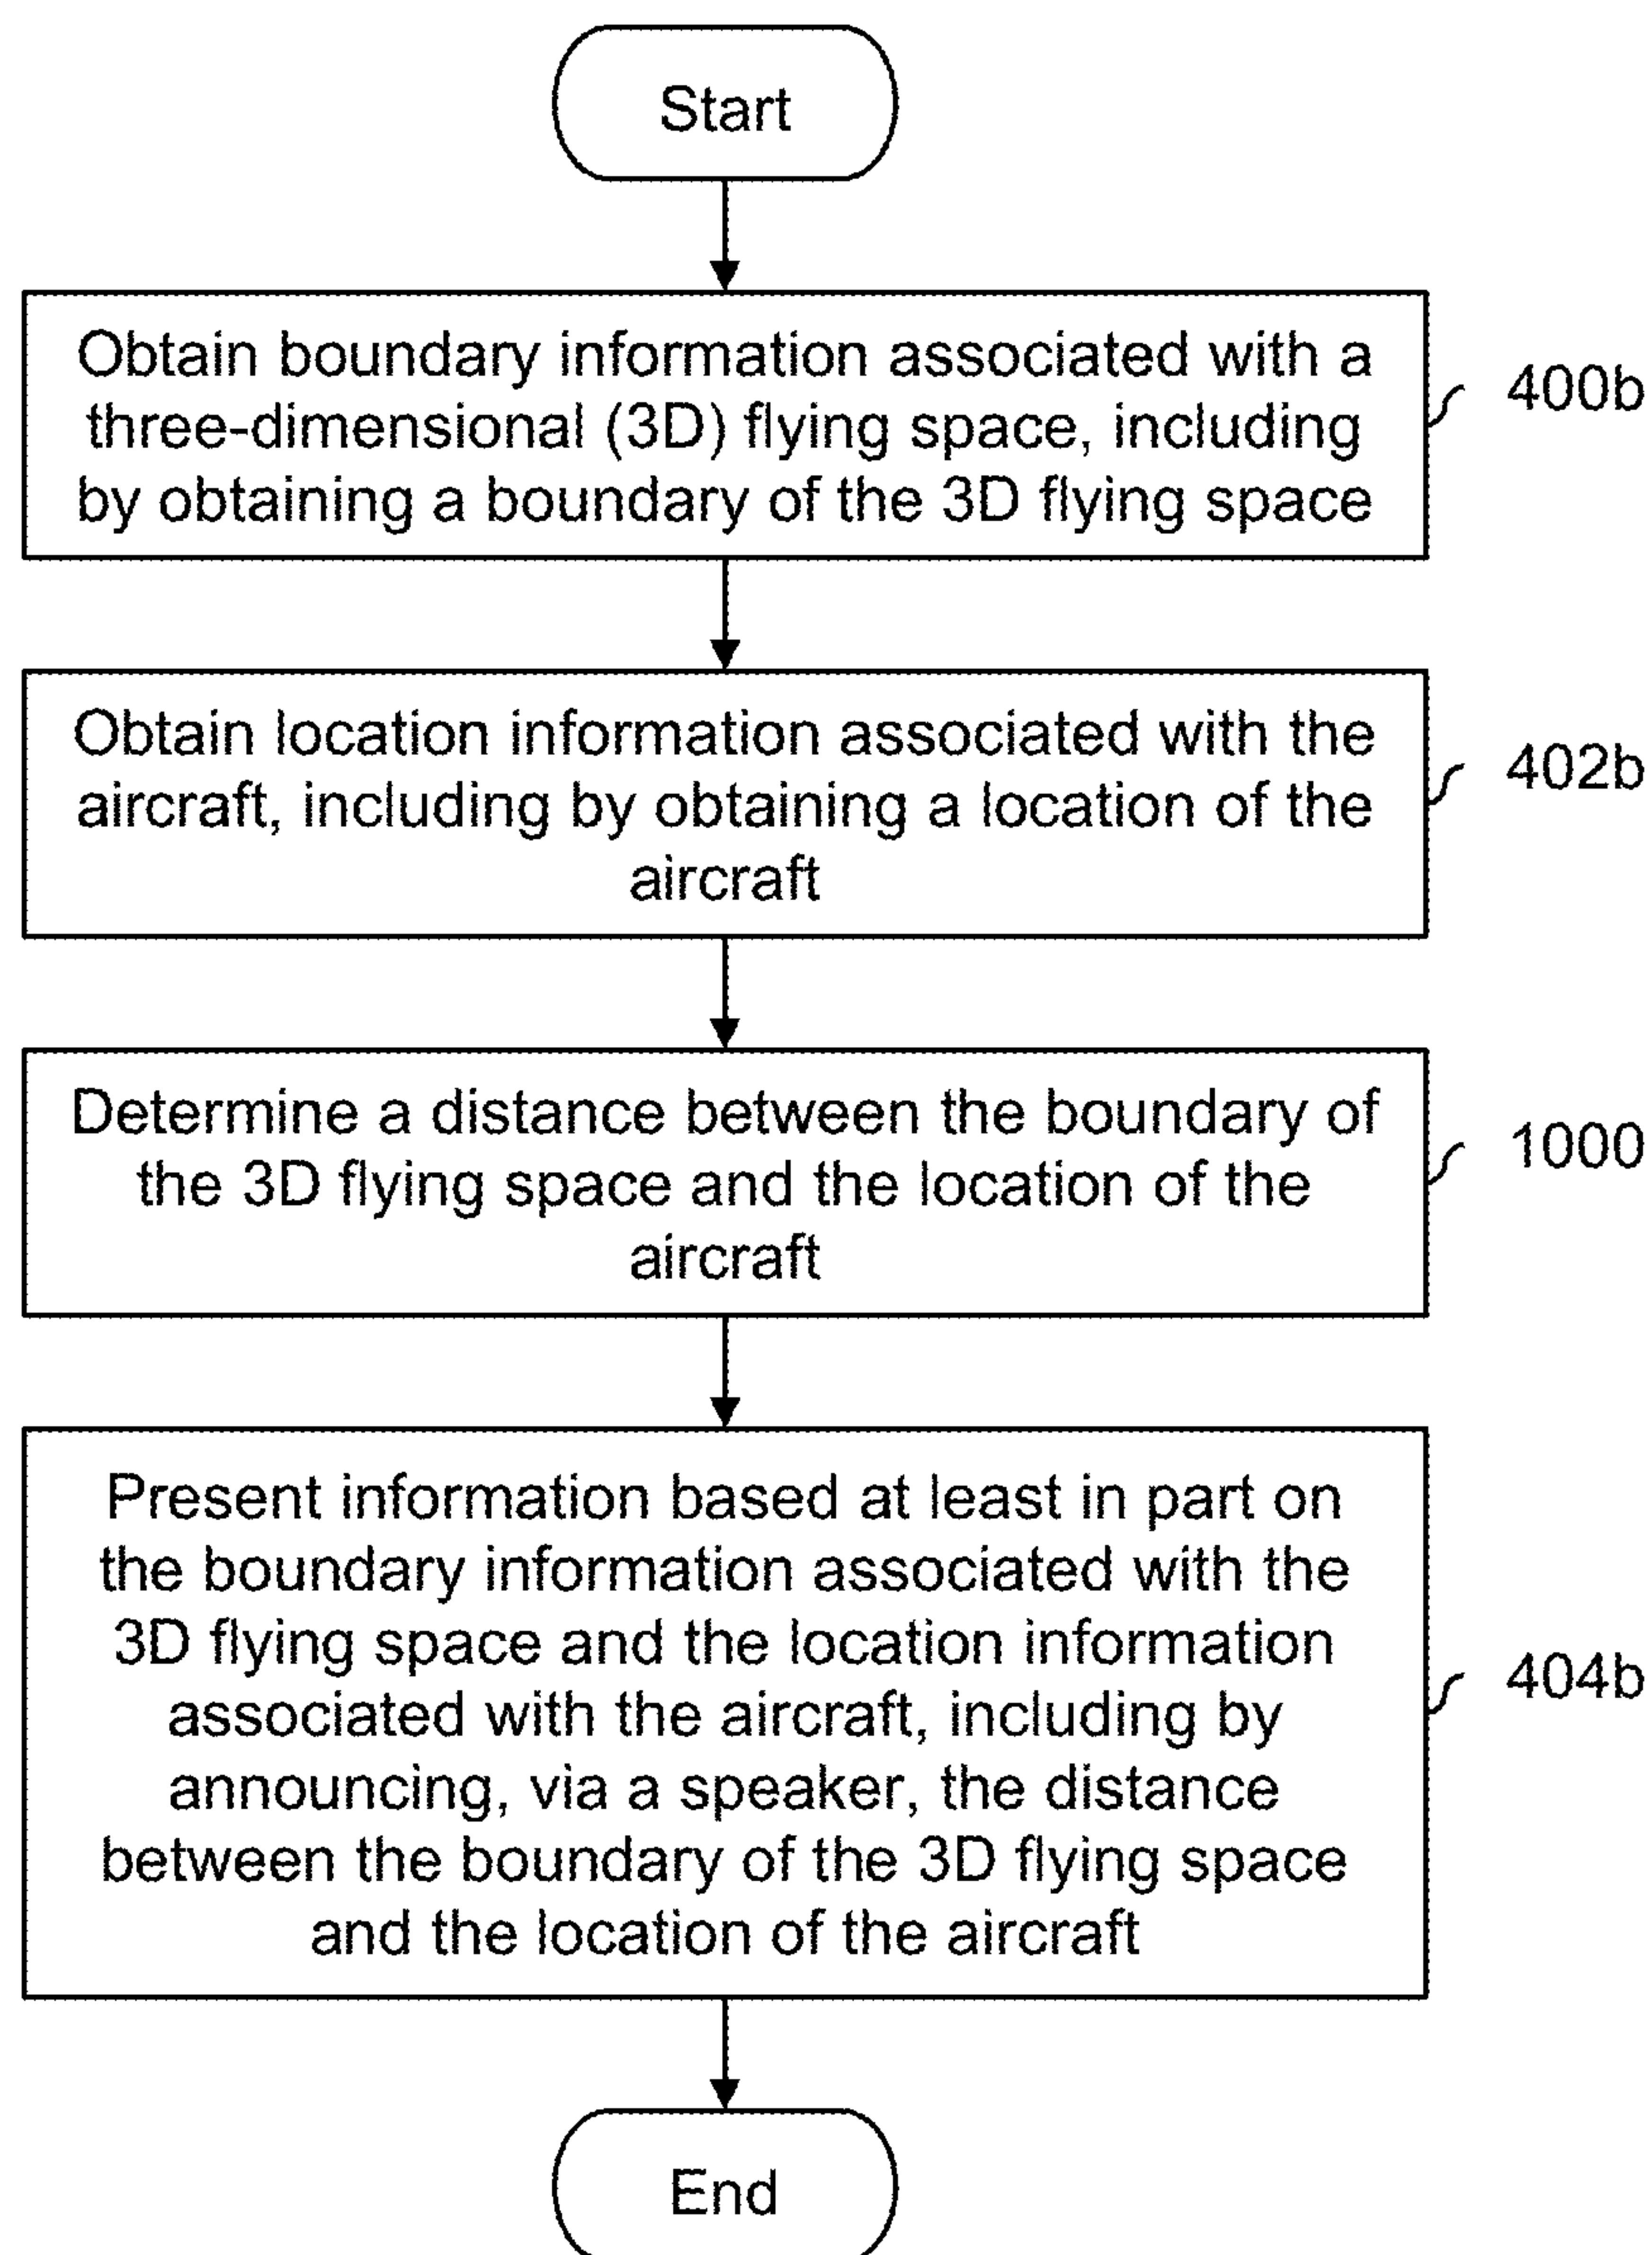 Start
Obtain boundary information associated with a
three-dimensional (3D) flying space, including
by obtaining a boundary of the 3D flying space
400b
Obtain location information associated with the
aircraft, including by obtaining a location of the
aircraft
402b
Determine a distance between the boundary of
the 3D flying space and the location of the
aircraft
1000
Present information based at least in part on
the boundary information associated with the
3D flying space and the location information
associated with the aircraft, including by
announcing, via a speaker, the distance
between the boundary of the 3D flying space
and the location of the aircraft
404b
End